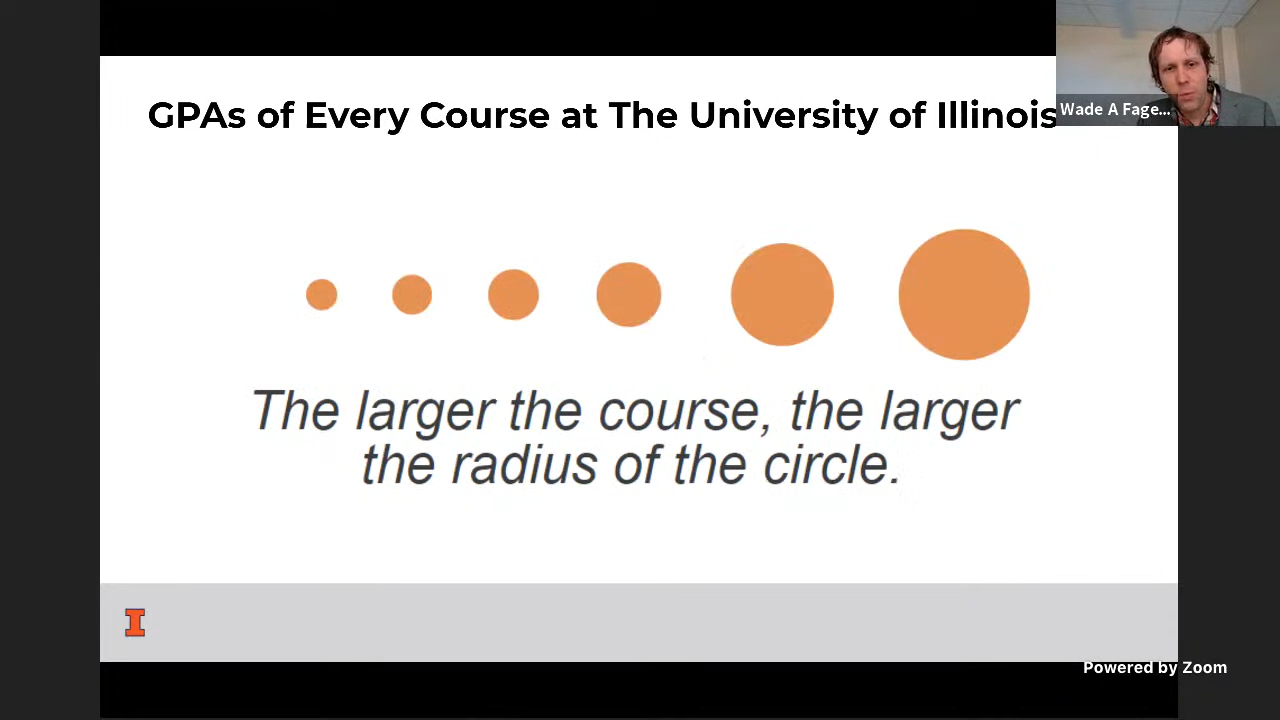 GPAs of Every Course at The University of Illinois
Wade A Fage...
The larger the course, the larger
the radius of the circle.
I
Powered by Zoom